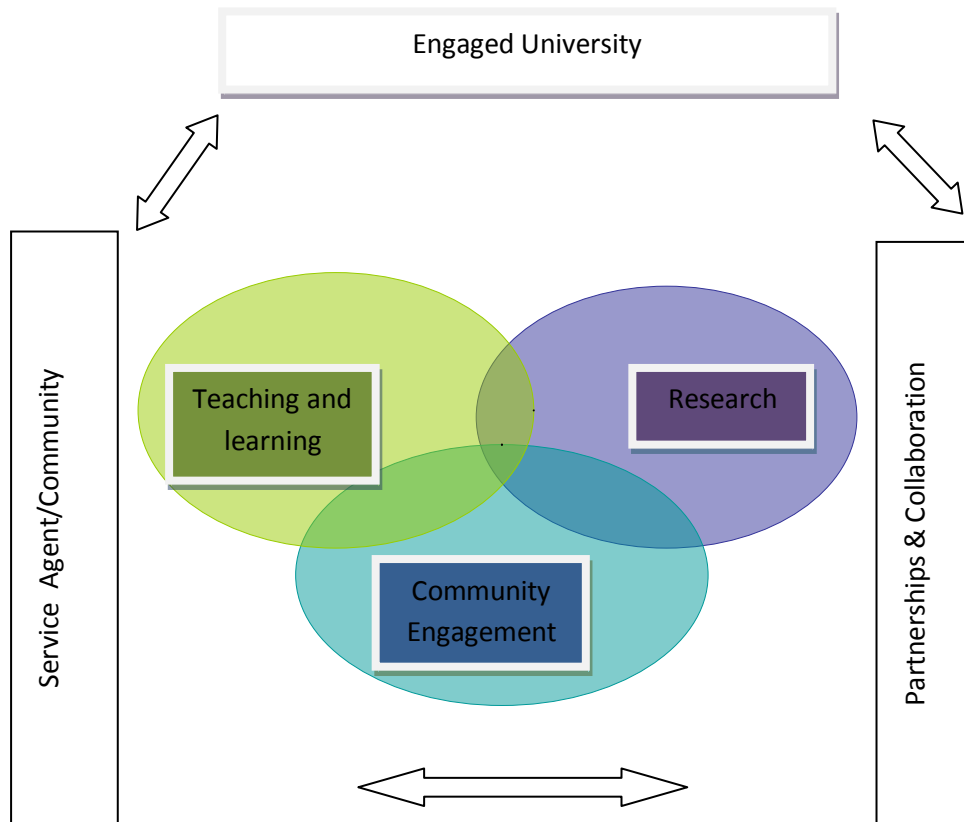 Engaged University
Service Agent/Community
Teaching and
learning
Research
Community
Engagement
Partnerships & Collaboration